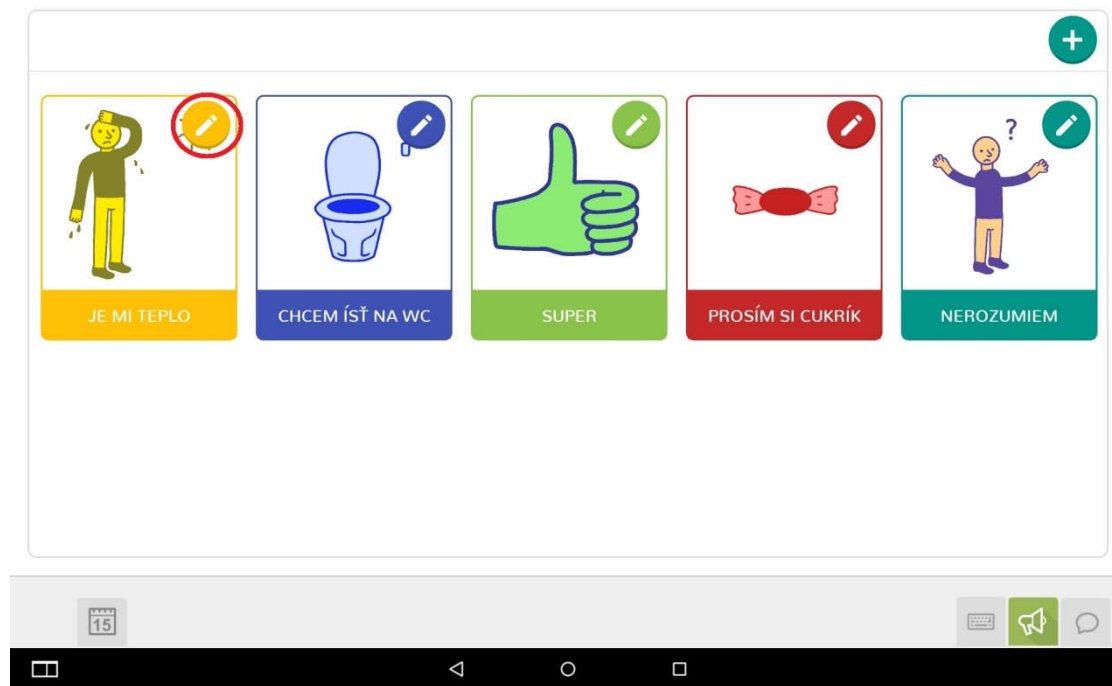 JE MI TEPLO
CHCEM ÍSŤ NA WC
SUPER
PROSÍM SI CUKRÍK
?
NEROZUMIEM
15